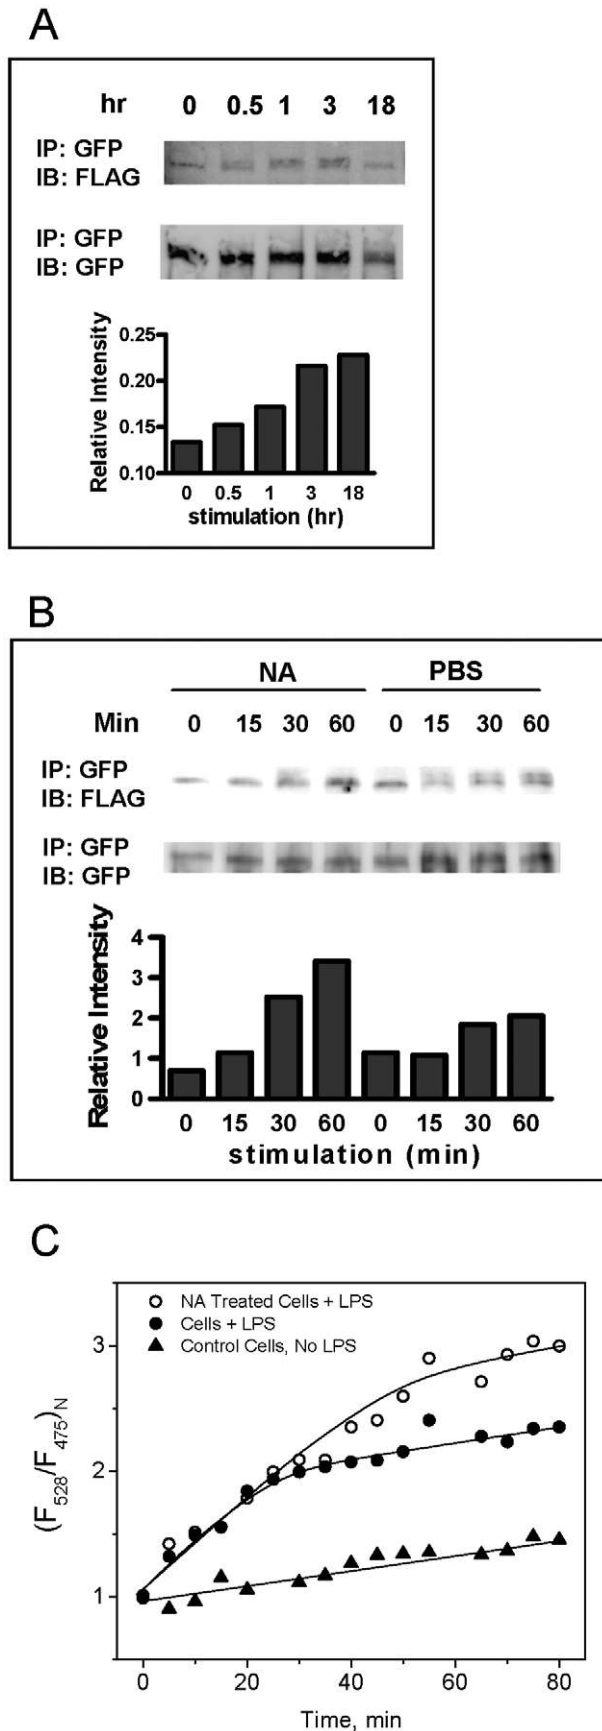 A
hr 0 0.5 1 3 18
IP: GFP
IB: FLAG
IP: GFP
IB: GFP
Relative Intensity
0.25
0.20
0.15
0.10
0 0.5 1 3 18
stimulation (hr)
B
NA PBS
Min 0 15 30 60 0 15 30 60
IP: GFP
IB: FLAG
IP: GFP
IB: GFP
Relative Intensity
4
3
2
1
0
0 15 30 60 0 15 30 60
stimulation (min)
C
NA Treated Cells + LPS
Cells + LPS
Control Cells, No LPS
(F528/F475)N
3
2
1
0 20 40 60 80
Time, min